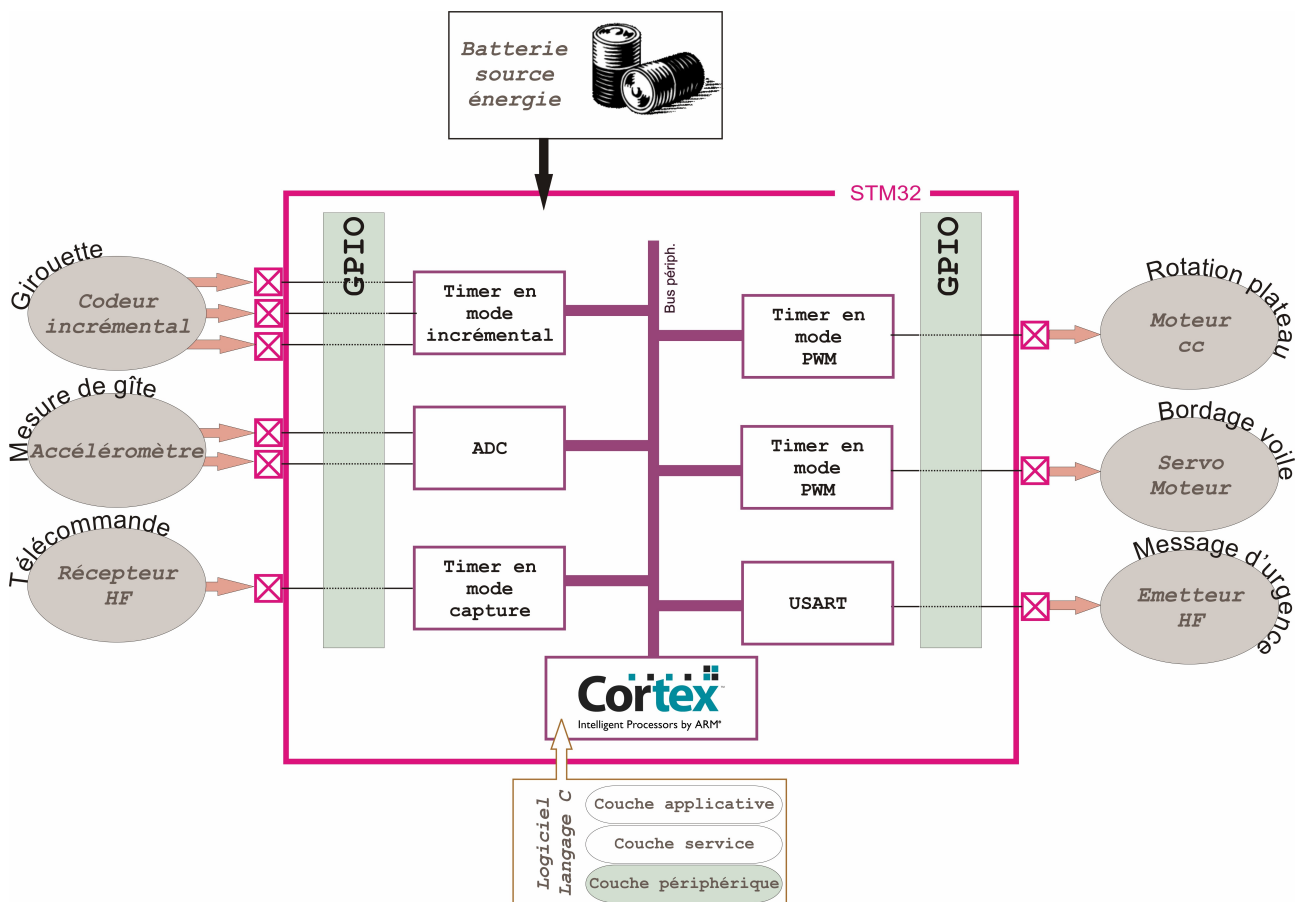 Batterie
source
énergie
STM32
GPIO
GPIO
Bus périph.
Girouette
Codeur
incrémental
Timer en
mode
incrémental
Timer en
mode
PWM
Rotation plateau
Moteur
cc
Mesure de gîte
Accéléromètre
ADC
Timer en
mode
PWM
Bordage voile
Servo
Moteur
Télécommande
Récepteur
HF
Timer en
mode
capture
USART
Message d'urgence
Emetteur
HF
Cortex
Intelligent Processors by ARM®
Logiciel
Langage C
Couche applicative
Couche service
Couche périphérique